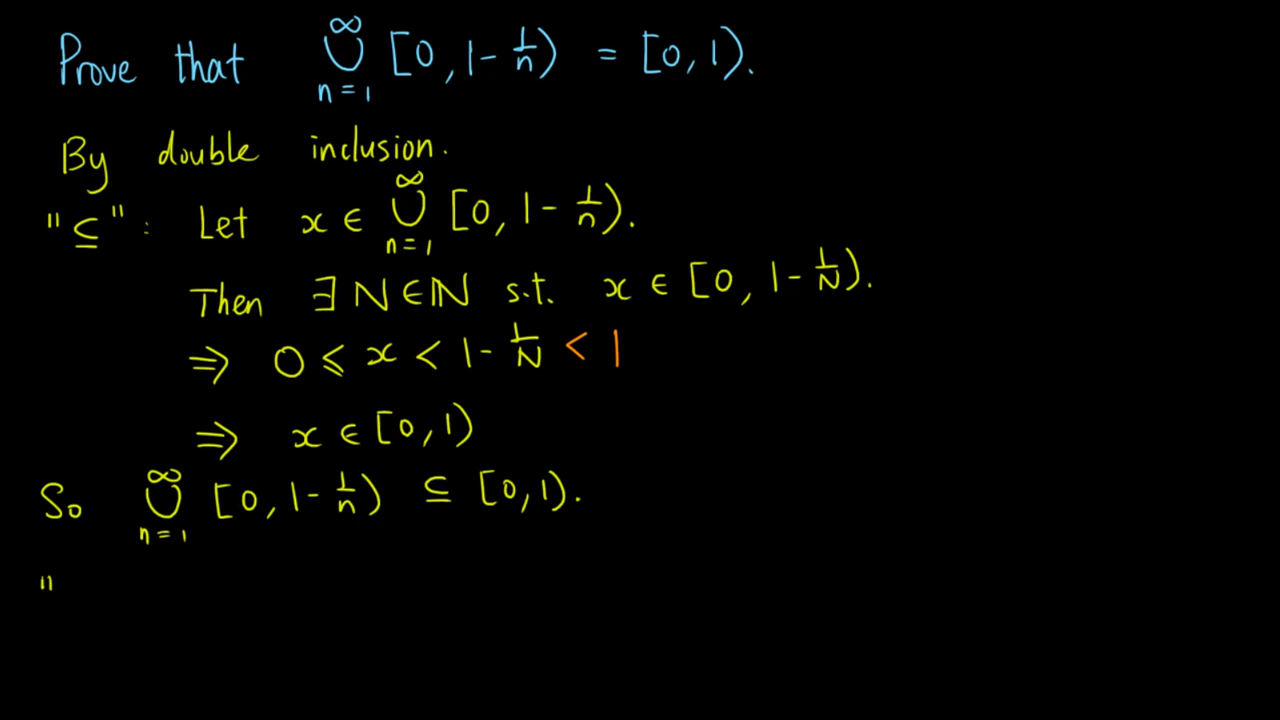 Prove that ∞⋃n=1 [0, 1 - 1/n) = [0, 1).
By double inclusion.
"⊆": Let x ∈ ∞⋃n=1 [0, 1 - 1/n).
Then ∃ N ∈ ℕ s.t. x ∈ [0, 1 - 1/N).
⇒ 0 ⩽ x < 1 - 1/N < 1
⇒ x ∈ [0, 1)
So ∞⋃n=1 [0, 1 - 1/n) ⊆ [0, 1).
"